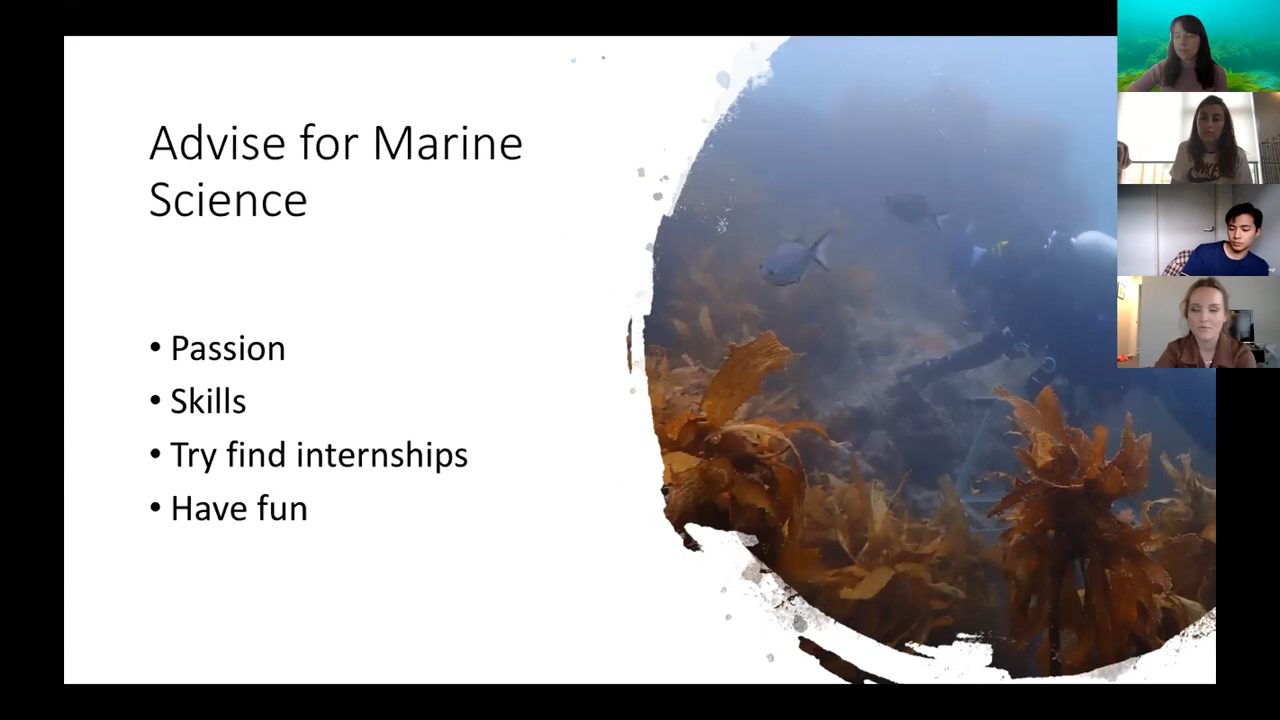 Advise for Marine
Science
• Passion
• Skills
• Try find internships
• Have fun